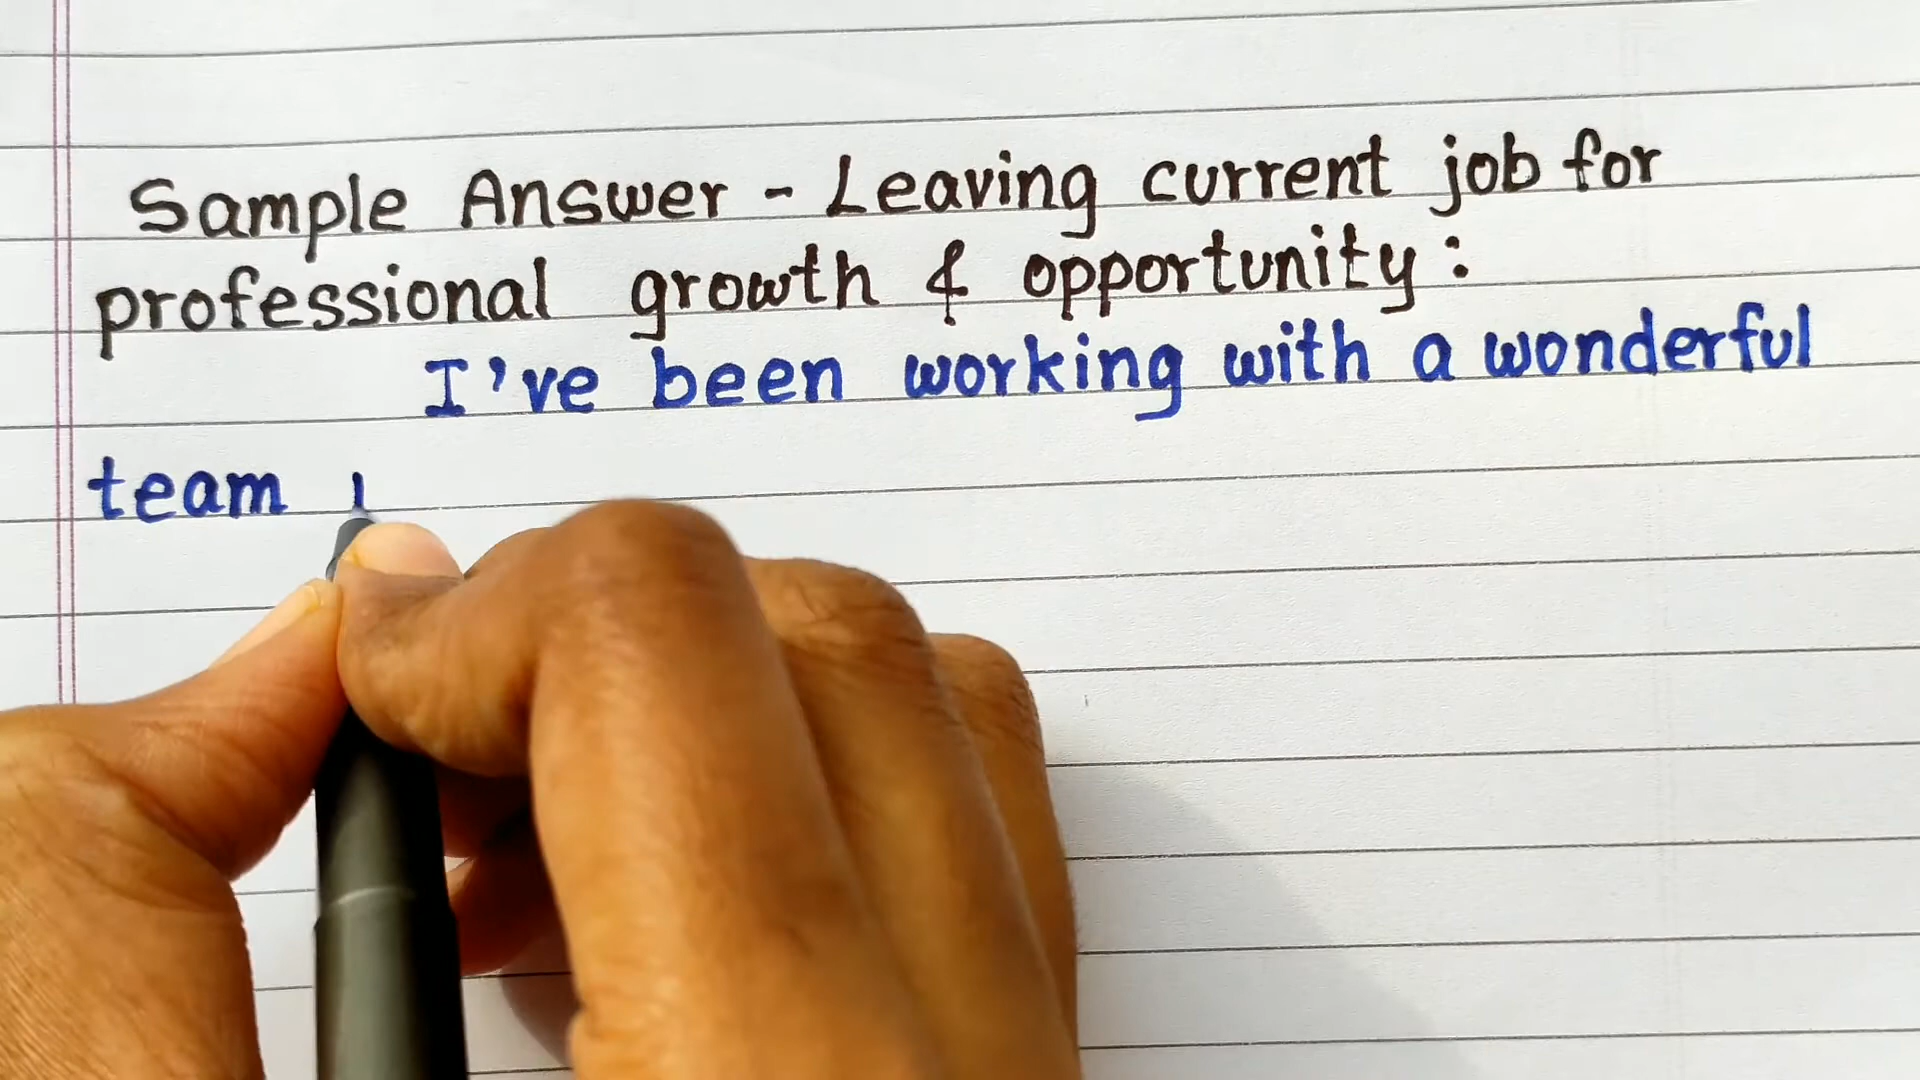 Sample Answer - Leaving current job for
professional growth & opportunity:
I've been working with a wonderful
team